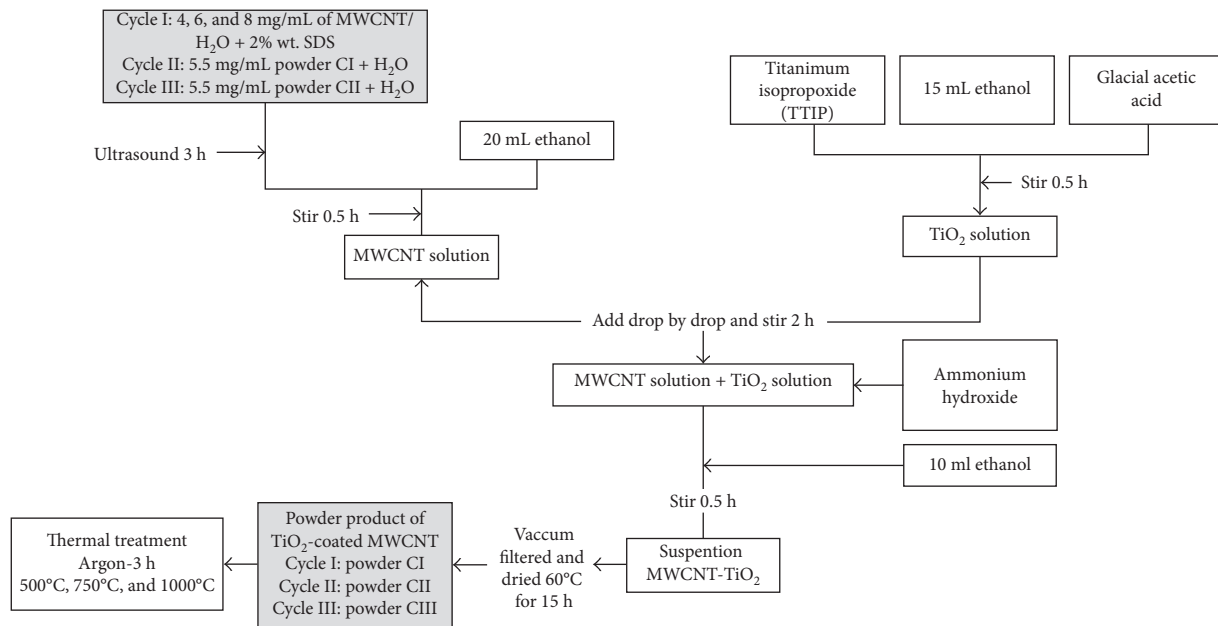 Cycle I: 4, 6, and 8 mg/mL of MWCNT/
H₂O + 2% wt. SDS
Cycle II: 5.5 mg/mL powder CI + H₂O
Cycle III: 5.5 mg/mL powder CII + H₂O
Titanimum
isopropoxide
(TTIP)
15 mL ethanol
Glacial acetic
acid
Ultrasound 3 h
20 mL ethanol
Stir 0.5 h
Stir 0.5 h
MWCNT solution
TiO₂ solution
Add drop by drop and stir 2 h
MWCNT solution + TiO₂ solution
Ammonium
hydroxide
10 ml ethanol
Stir 0.5 h
Thermal treatment
Argon-3 h
500°C, 750°C, and 1000°C
Powder product of
TiO₂-coated MWCNT
Cycle I: powder CI
Cycle II: powder CII
Cycle III: powder CIII
Vaccum
filtered and
dried 60°C
for 15 h
Suspention
MWCNT-TiO₂